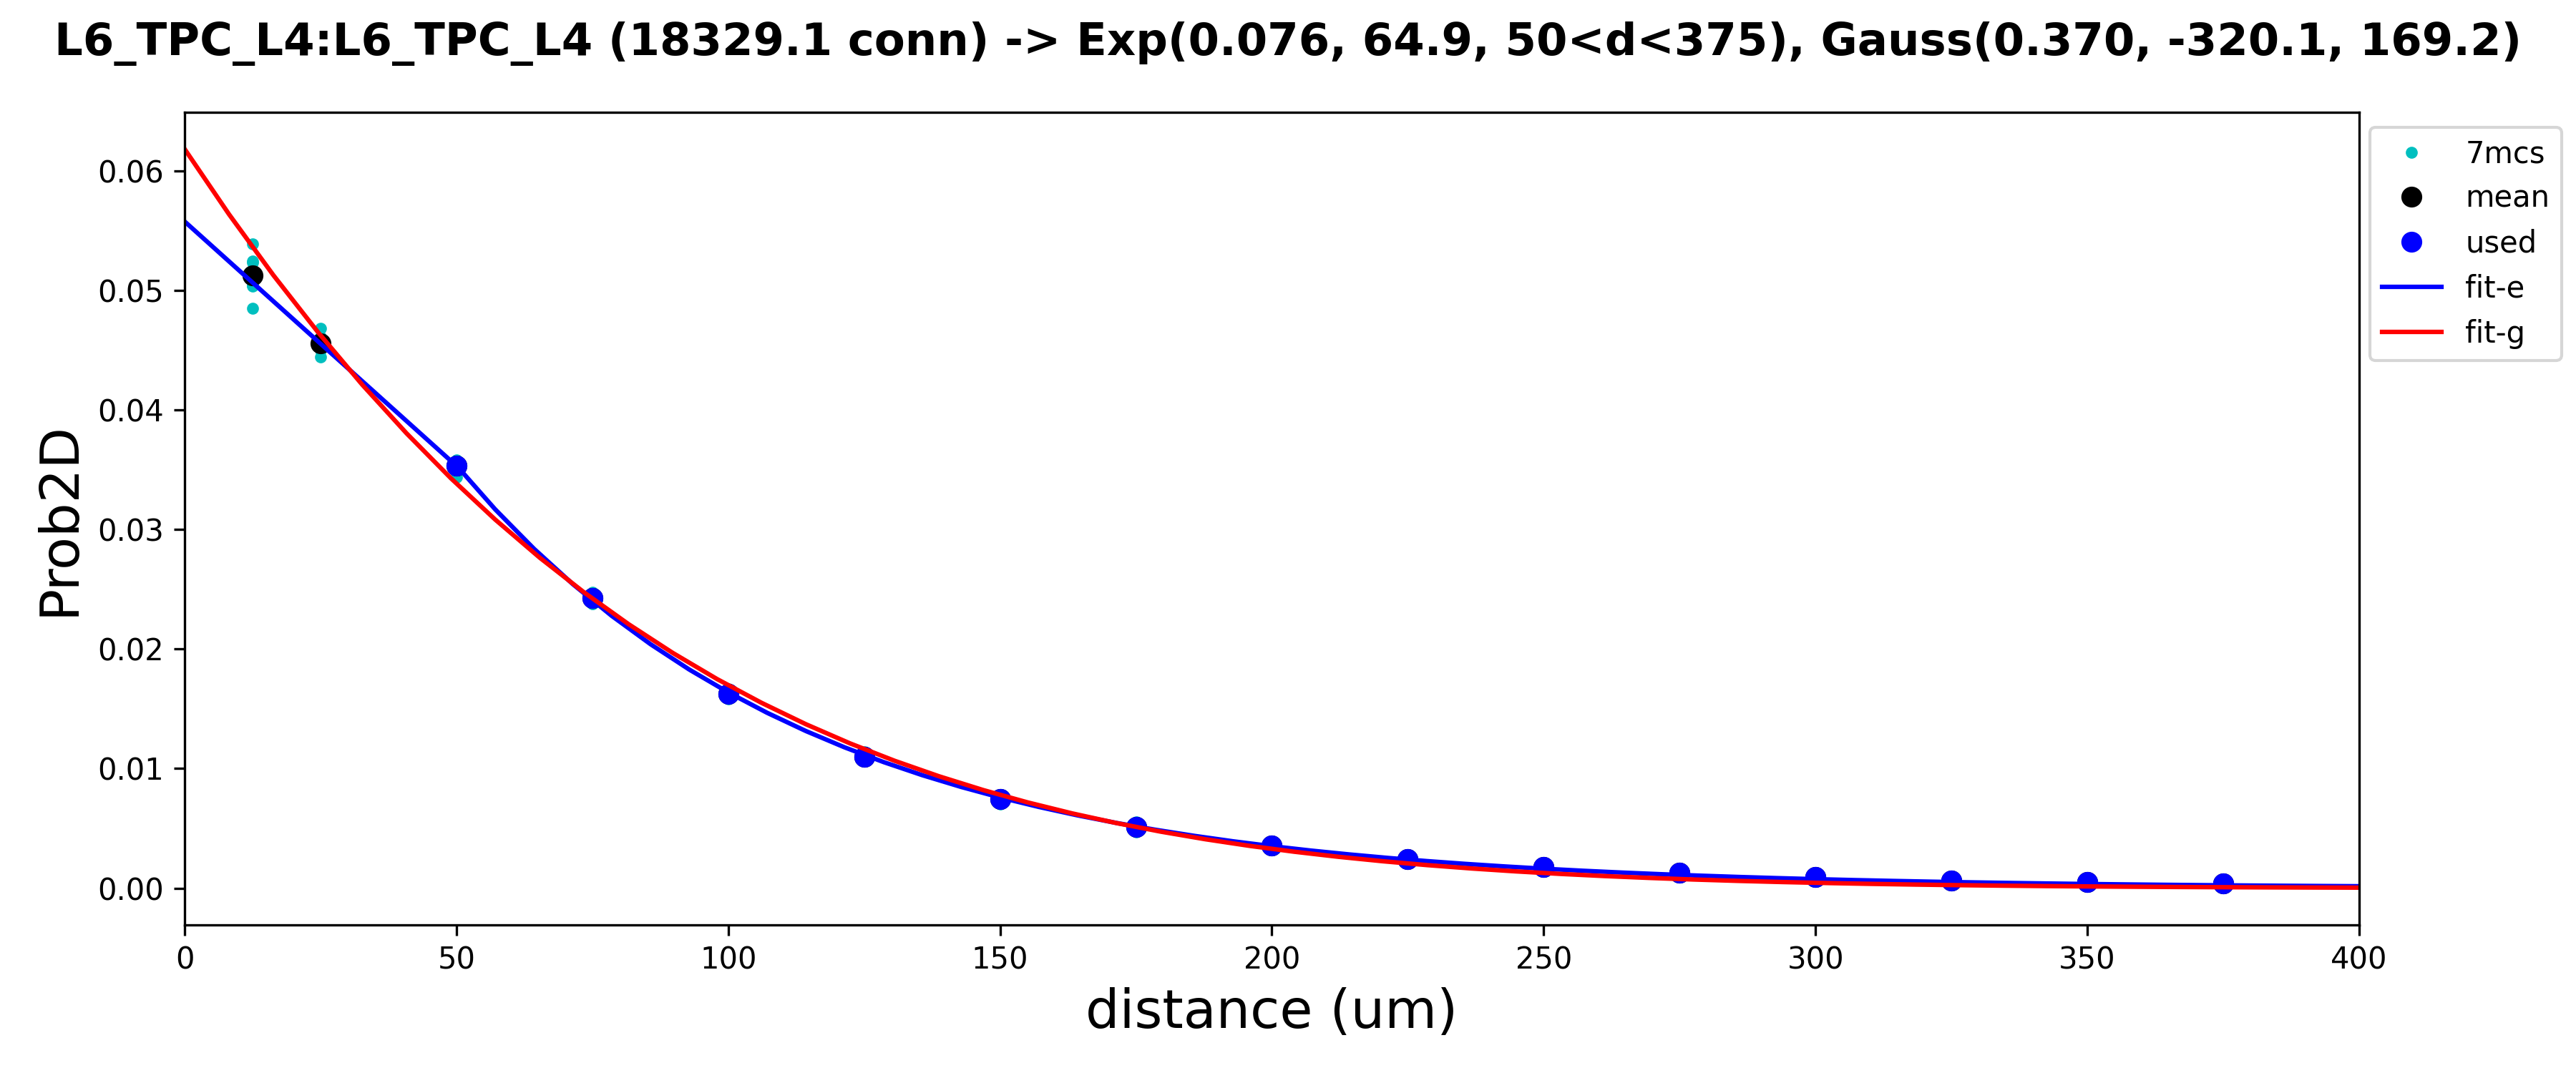 L6_TPC_L4:L6_TPC_L4 (18329.1 conn) -> Exp(0.076, 64.9, 50<d<375), Gauss(0.370, -320.1, 169.2)
7mcs
mean
used
fit-e
fit-g
Prob2D
0.06
0.05
0.04
0.03
0.02
0.01
0.00
0 50 100 150 200 250 300 350 400
distance (um)